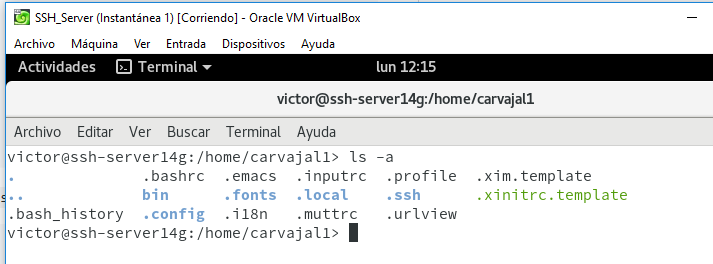 SSH_Server (Instantánea 1) [Corriendo] - Oracle VM VirtualBox
Archivo Máquina Ver Entrada Dispositivos Ayuda
Actividades Terminal lun 12:15
victor@ssh-server14g:/home/carvajal1
Archivo Editar Ver Buscar Terminal Ayuda
victor@ssh-server14g:/home/carvajal1> ls -a
. .bashrc .emacs .inputrc .profile .xim.template
.. bin .fonts .local .ssh .xinitrc.template
.bash_history .config .i18n .muttrc .urlview
victor@ssh-server14g:/home/carvajal1>